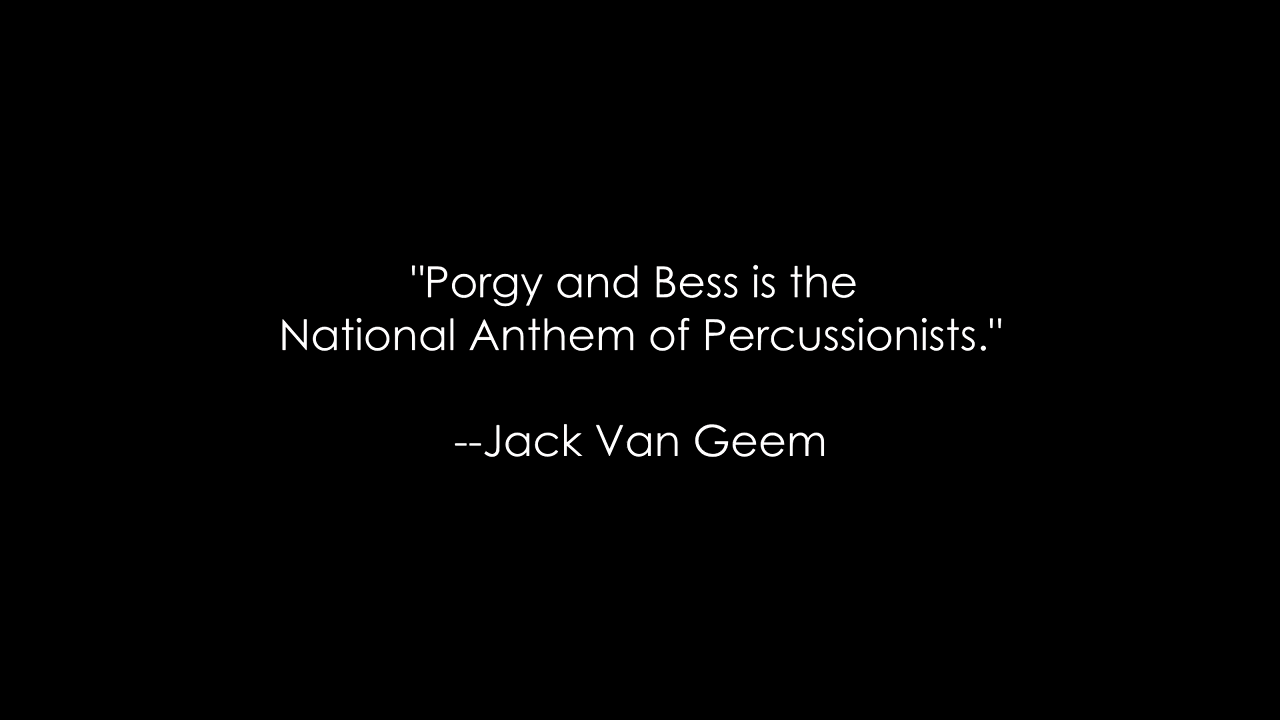 "Porgy and Bess is the
National Anthem of Percussionists."
--Jack Van Geem